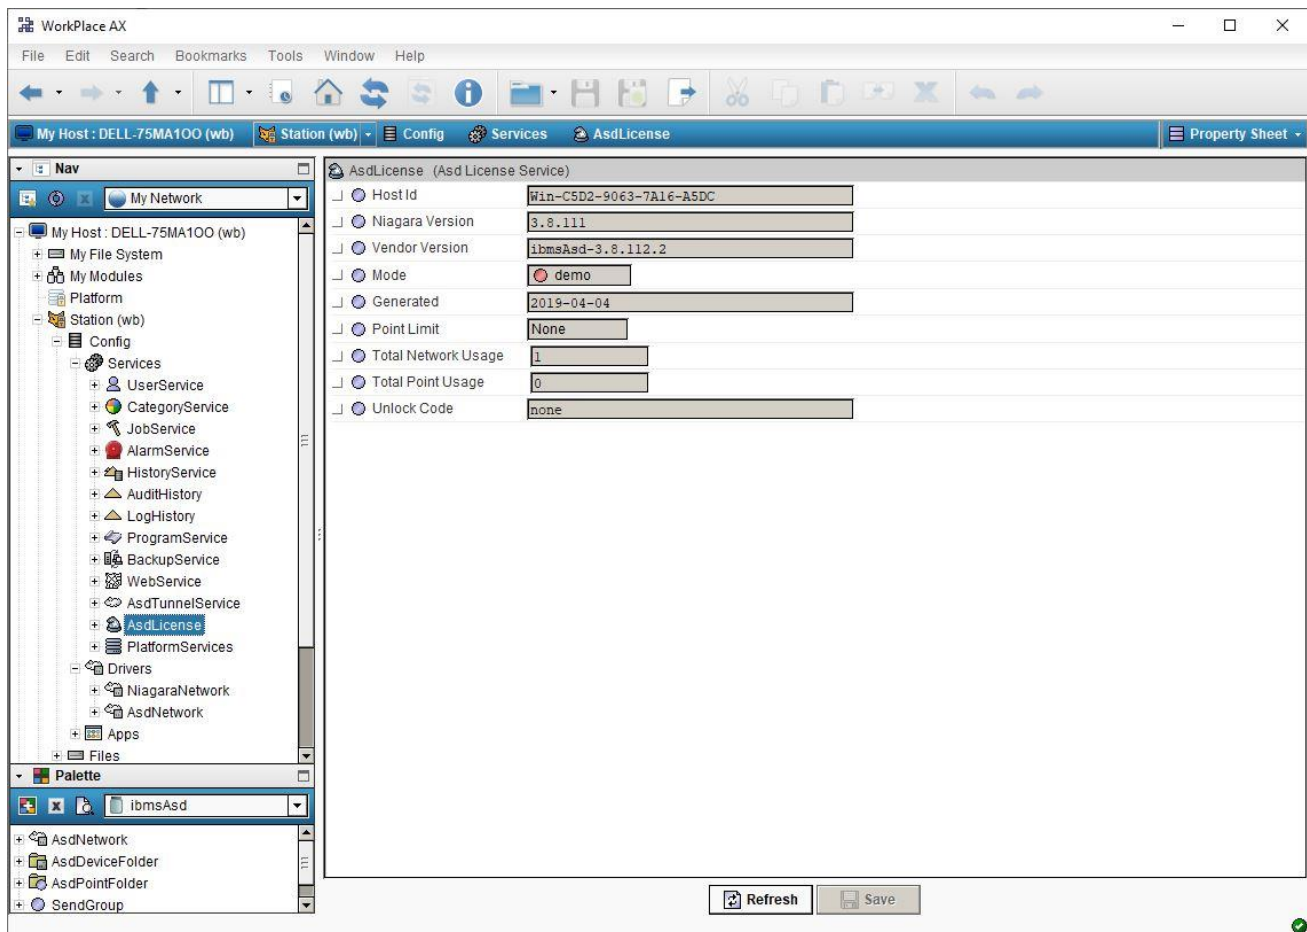 WorkPlace AX
File Edit Search Bookmarks Tools Window Help
My Host : DELL-75MA1OO (wb) Station (wb) Config Services AsdLicense Property Sheet
Nav
My Network
My Host : DELL-75MA1OO (wb)
My File System
My Modules
Platform
Station (wb)
Config
Services
UserService
CategoryService
JobService
AlarmService
HistoryService
AuditHistory
LogHistory
ProgramService
BackupService
WebService
AsdTunnelService
AsdLicense
PlatformServices
Drivers
NiagaraNetwork
AsdNetwork
Apps
Files
Palette
ibmsAsd
AsdNetwork
AsdDeviceFolder
AsdPointFolder
SendGroup
AsdLicense (Asd License Service)
Host Id Win-C5D2-9063-7A16-A5DC
Niagara Version 3.8.111
Vendor Version ibmsAsd-3.8.112.2
Mode demo
Generated 2019-04-04
Point Limit None
Total Network Usage 1
Total Point Usage 0
Unlock Code none
Refresh Save